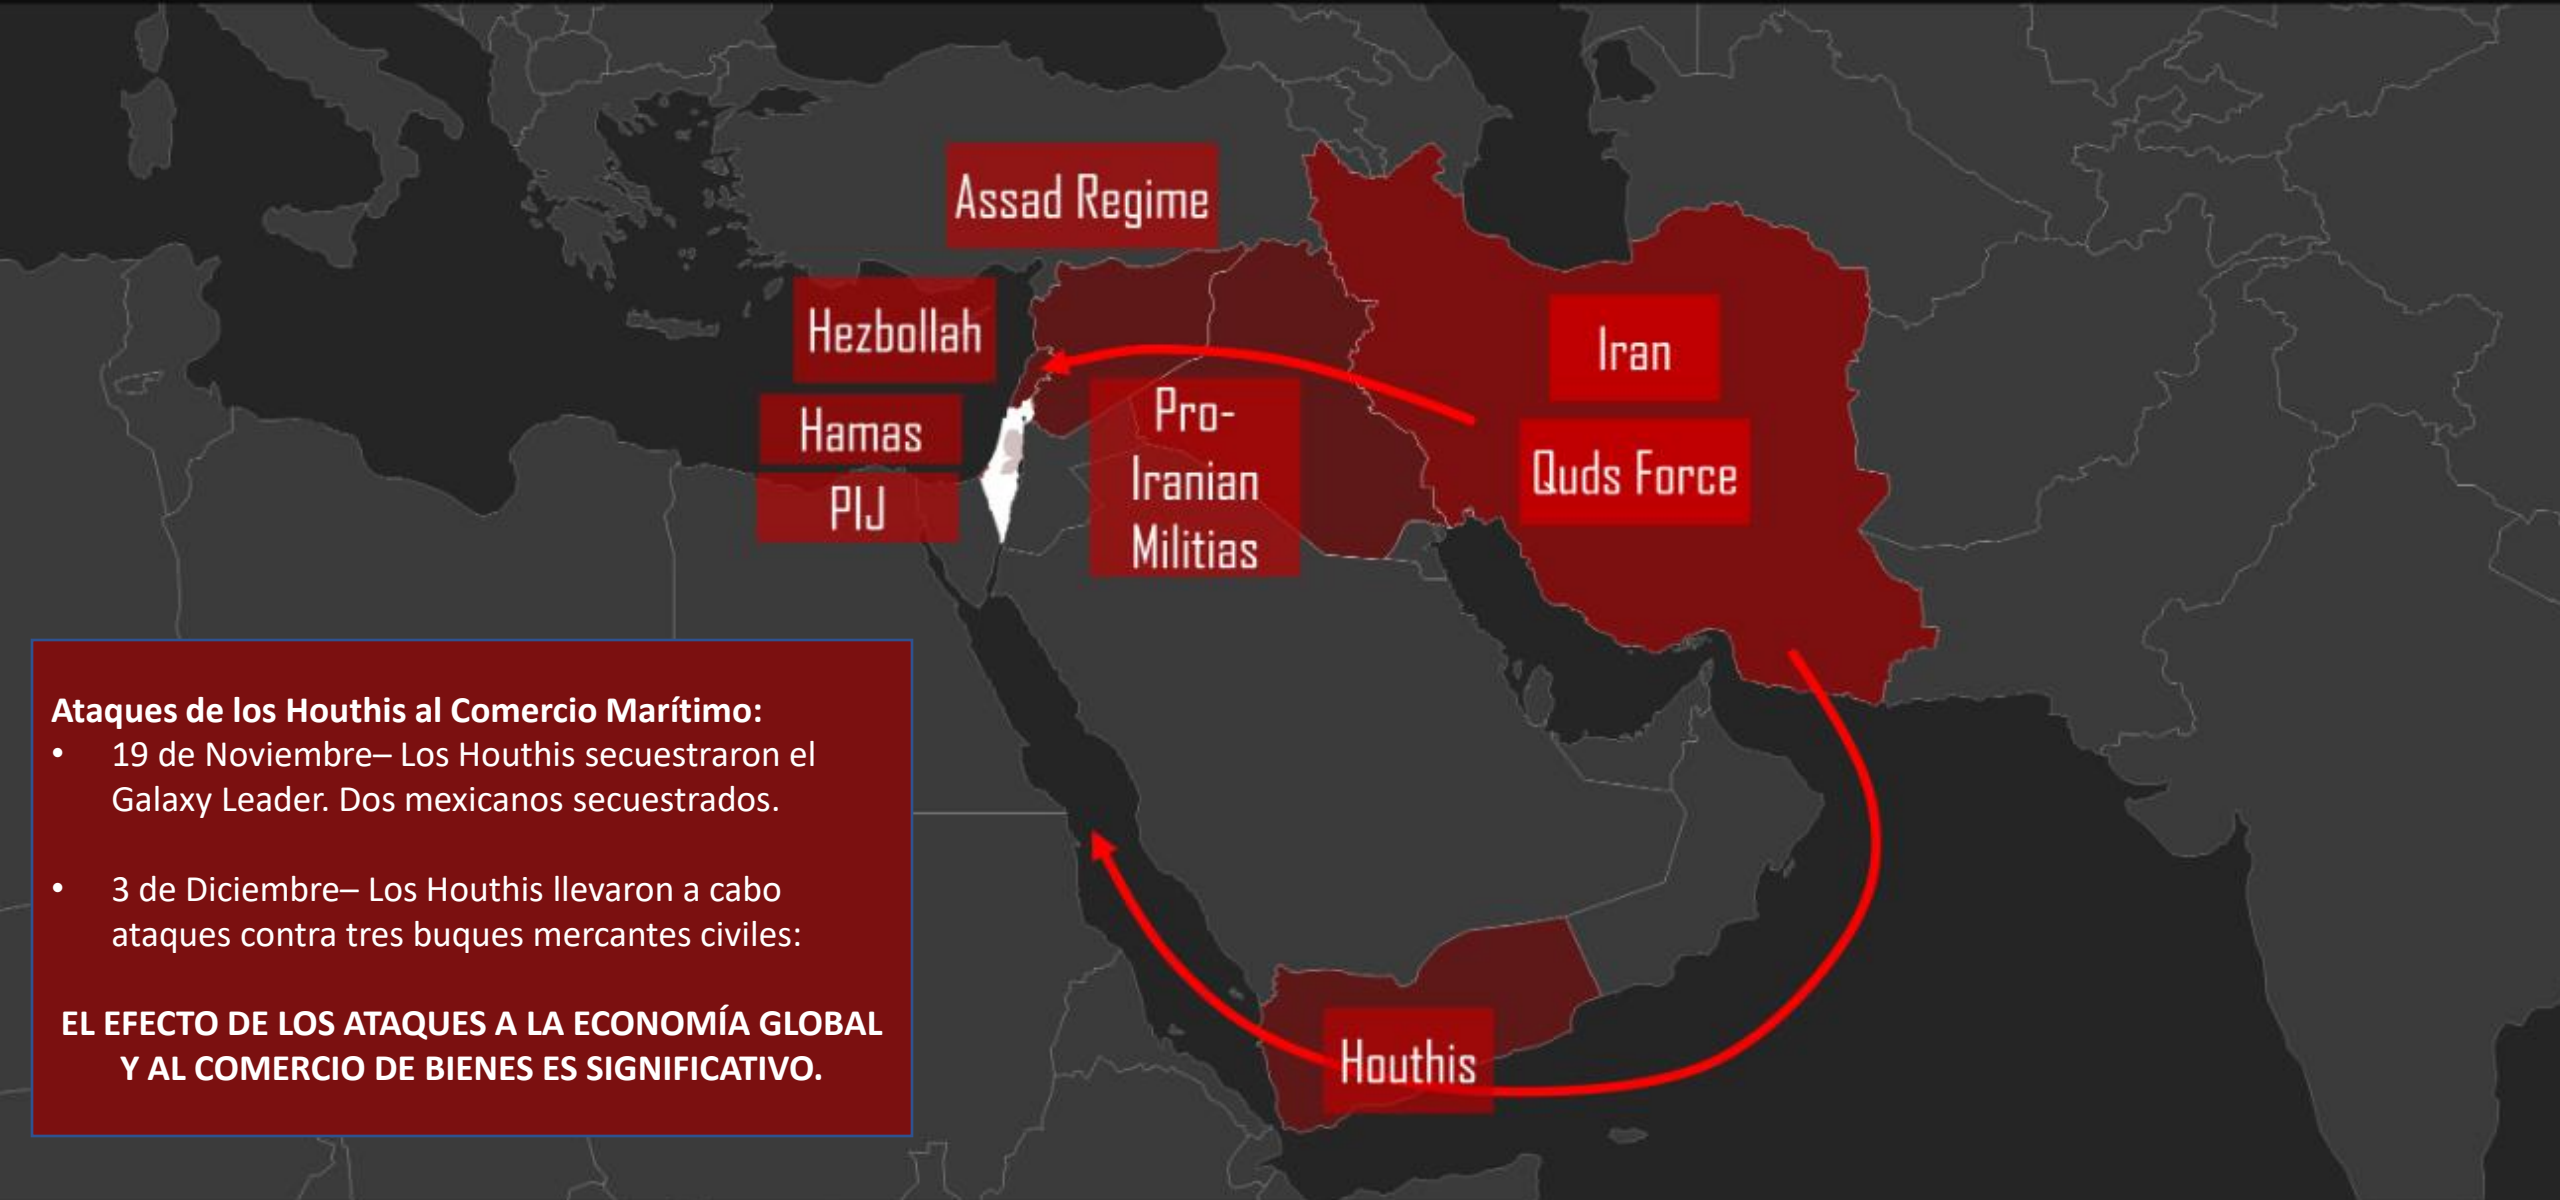 Assad Regime
Hezbollah
Hamas
PIJ
Pro-
Iranian
Militias
Iran
Quds Force
Houthis
Ataques de los Houthis al Comercio Marítimo:
• 19 de Noviembre– Los Houthis secuestraron el
Galaxy Leader. Dos mexicanos secuestrados.
• 3 de Diciembre– Los Houthis llevaron a cabo
ataques contra tres buques mercantes civiles:
EL EFECTO DE LOS ATAQUES A LA ECONOMÍA GLOBAL
Y AL COMERCIO DE BIENES ES SIGNIFICATIVO.